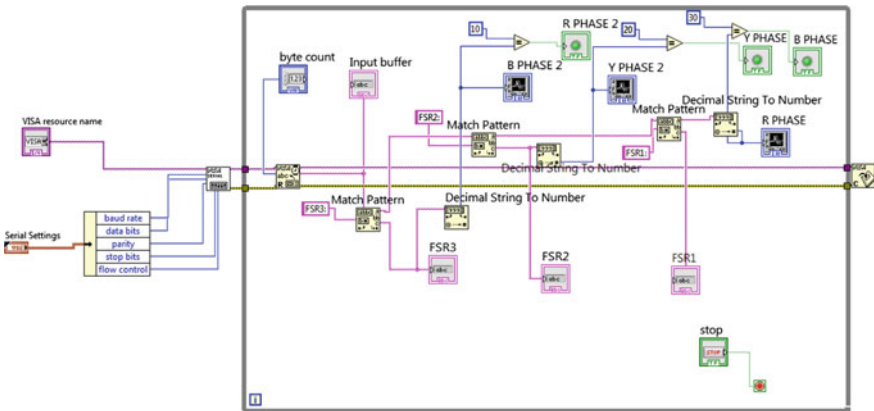 10
R PHASE 2
20
30
Y PHASE
B PHASE
byte count
Input buffer
B PHASE 2
Y PHASE 2
Decimal String To Number
FSR2:
Match Pattern
Match Pattern
R PHASE
VISA resource name
FSR1:
Decimal String To Number
FSR3:
Match Pattern
Decimal String To Number
Serial Settings
baud rate
data bits
parity
stop bits
flow control
FSR3
FSR2
FSR1
stop
STOP
i